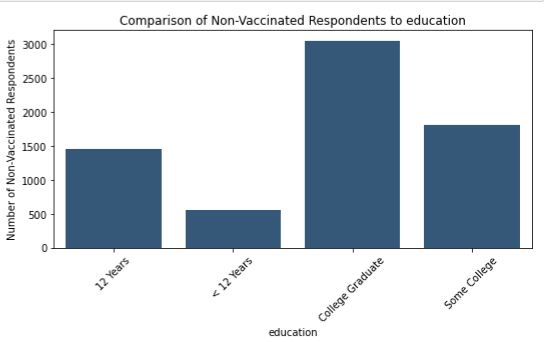 Comparison of Non-Vaccinated Respondents to education
Number of Non-Vaccinated Respondents
3000
2500
2000
1500
1000
500
0
12 Years
< 12 Years
College Graduate
Some College
education